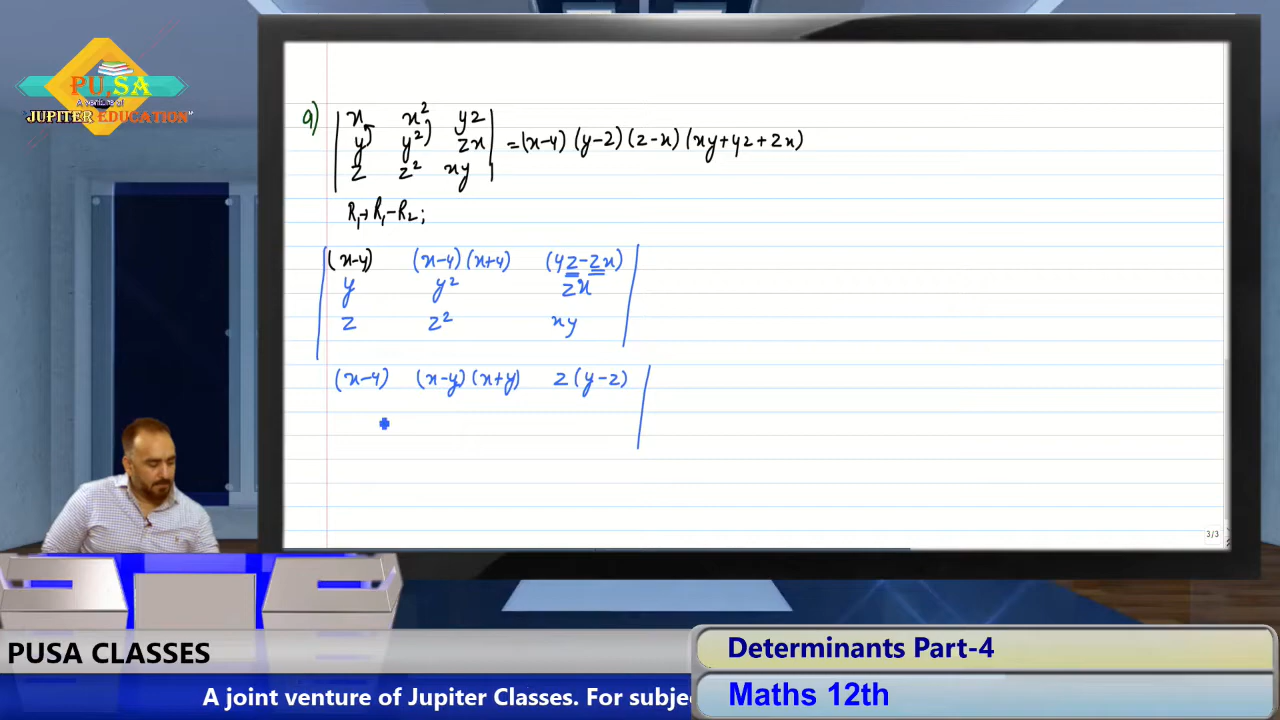 PU,SA
A venture of
JUPITER EDUCATION"
9) | x x² yz |
| y y² zx | =(x-y) (y-z) (z-x) (xy+yz+zx)
| z z² xy |
R₁→R₁-R₂;
| (x-y) (x-y)(x+y) (yz-zx) |
| y y² zx |
| z z² xy |
(x-y) (x-y)(x+y) z(y-z) |
3/3
PUSA CLASSES
Determinants Part-4
A joint venture of Jupiter Classes. For subje
Maths 12th